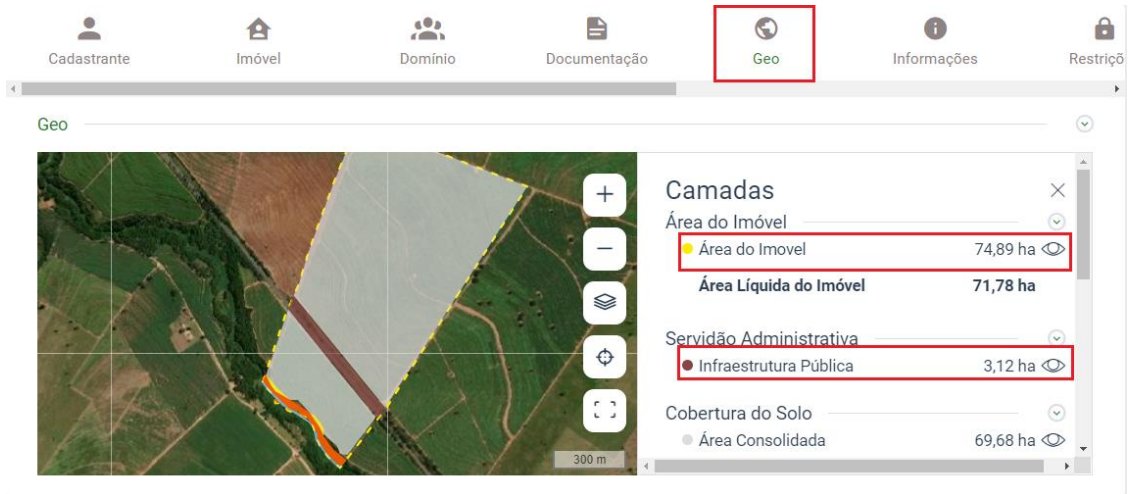 Cadastrante Imóvel Domínio Documentação Geo Informações Restriçõ
Geo
Camadas
Área do Imóvel
Área do Imovel 74,89 ha
Área Líquida do Imóvel 71,78 ha
Servidão Administrativa
Infraestrutura Pública 3,12 ha
Cobertura do Solo
Área Consolidada 69,68 ha
300 m